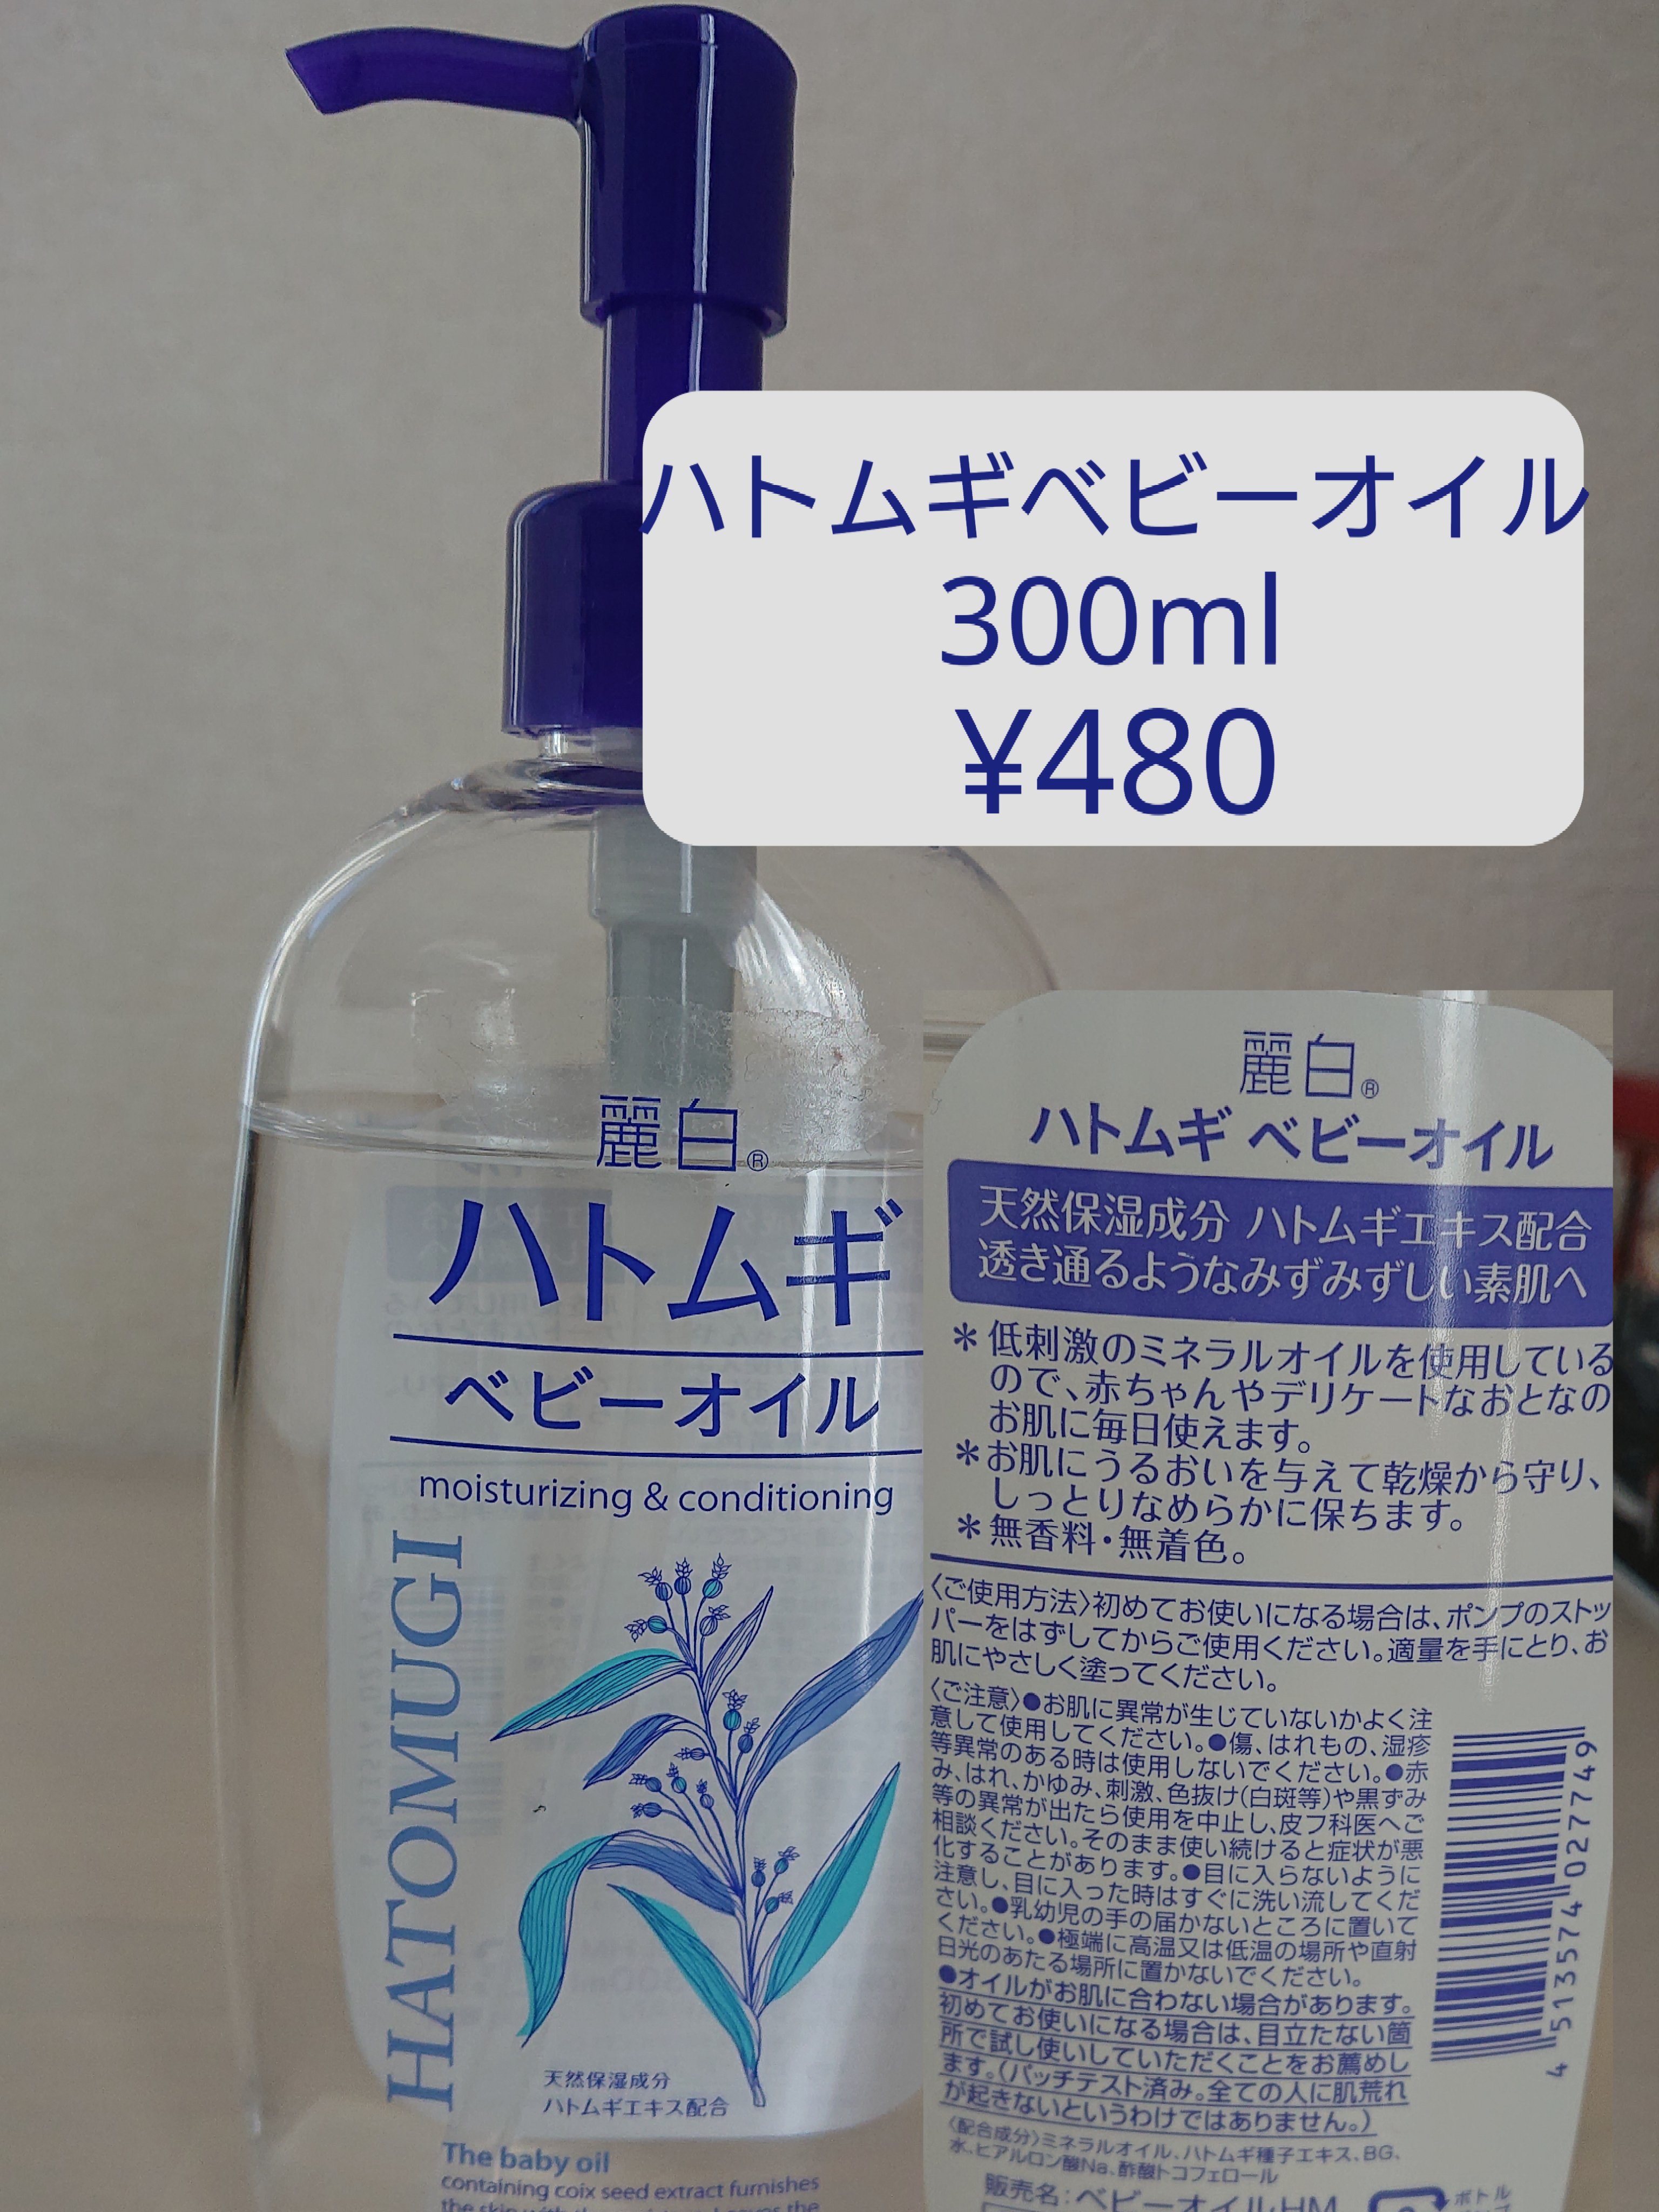 ハトムギベビーオイル
300ml
¥480
麗白®
ハトムギ
ベビーオイル
moisturizing & conditioning
HATOMUGI
天然保湿成分
ハトムギエキス配合
The baby oil
containing coix seed extract furnishes
麗白®
ハトムギ ベビーオイル
天然保湿成分 ハトムギエキス配合
透き通るようなみずみずしい素肌へ
＊低刺激のミネラルオイルを使用している
ので、赤ちゃんやデリケートなおとなの
お肌に毎日使えます。
＊お肌にうるおいを与えて乾燥から守り、
しっとりなめらかに保ちます。
＊無香料・無着色。
〈ご使用方法〉初めてお使いになる場合は、ポンプのストッ
パーをはずしてからご使用ください。適量を手にとり、お
肌にやさしく塗ってください。
〈ご注意〉●お肌に異常が生じていないかよく注
意して使用してください。●傷、はれもの、湿疹
等異常のある時は使用しないでください。●赤
み、はれ、かゆみ、刺激、色抜け(白斑等)や黒ずみ
等の異常が出たら使用を中止し、皮フ科医へご
相談ください。そのまま使い続けると症状が悪
化することがあります。●目に入らないように
注意し、目に入った時はすぐに洗い流してくだ
さい。●乳幼児の手の届かないところに置いて
ください。●極端に高温又は低温の場所や直射
日光のあたる場所に置かないでください。
●オイルがお肌に合わない場合があります。
初めてお使いになる場合は、目立たない箇
所で試し使いしていただくことをお薦めし
ます。(パッチテスト済み。全ての人に肌荒れ
が起きないというわけではありません。)
〈配合成分〉ミネラルオイル、ハトムギ種子エキス、BG、
水、ヒアルロン酸Na、酢酸トコフェロール
販売名：ベビーオイルHM
ボトル
4 513574 027749